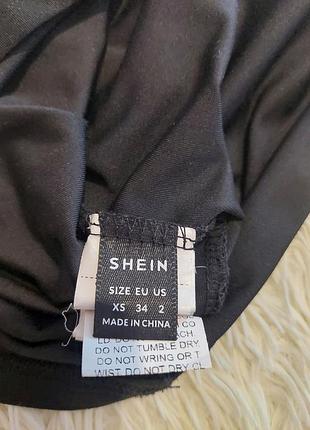 SHEIN
SIZE EU US
XS 34 2
MADE IN CHINA
DO NOT TUMBLE DRY.
DO NOT WRING OR T
WIST. DO NOT DRY CL